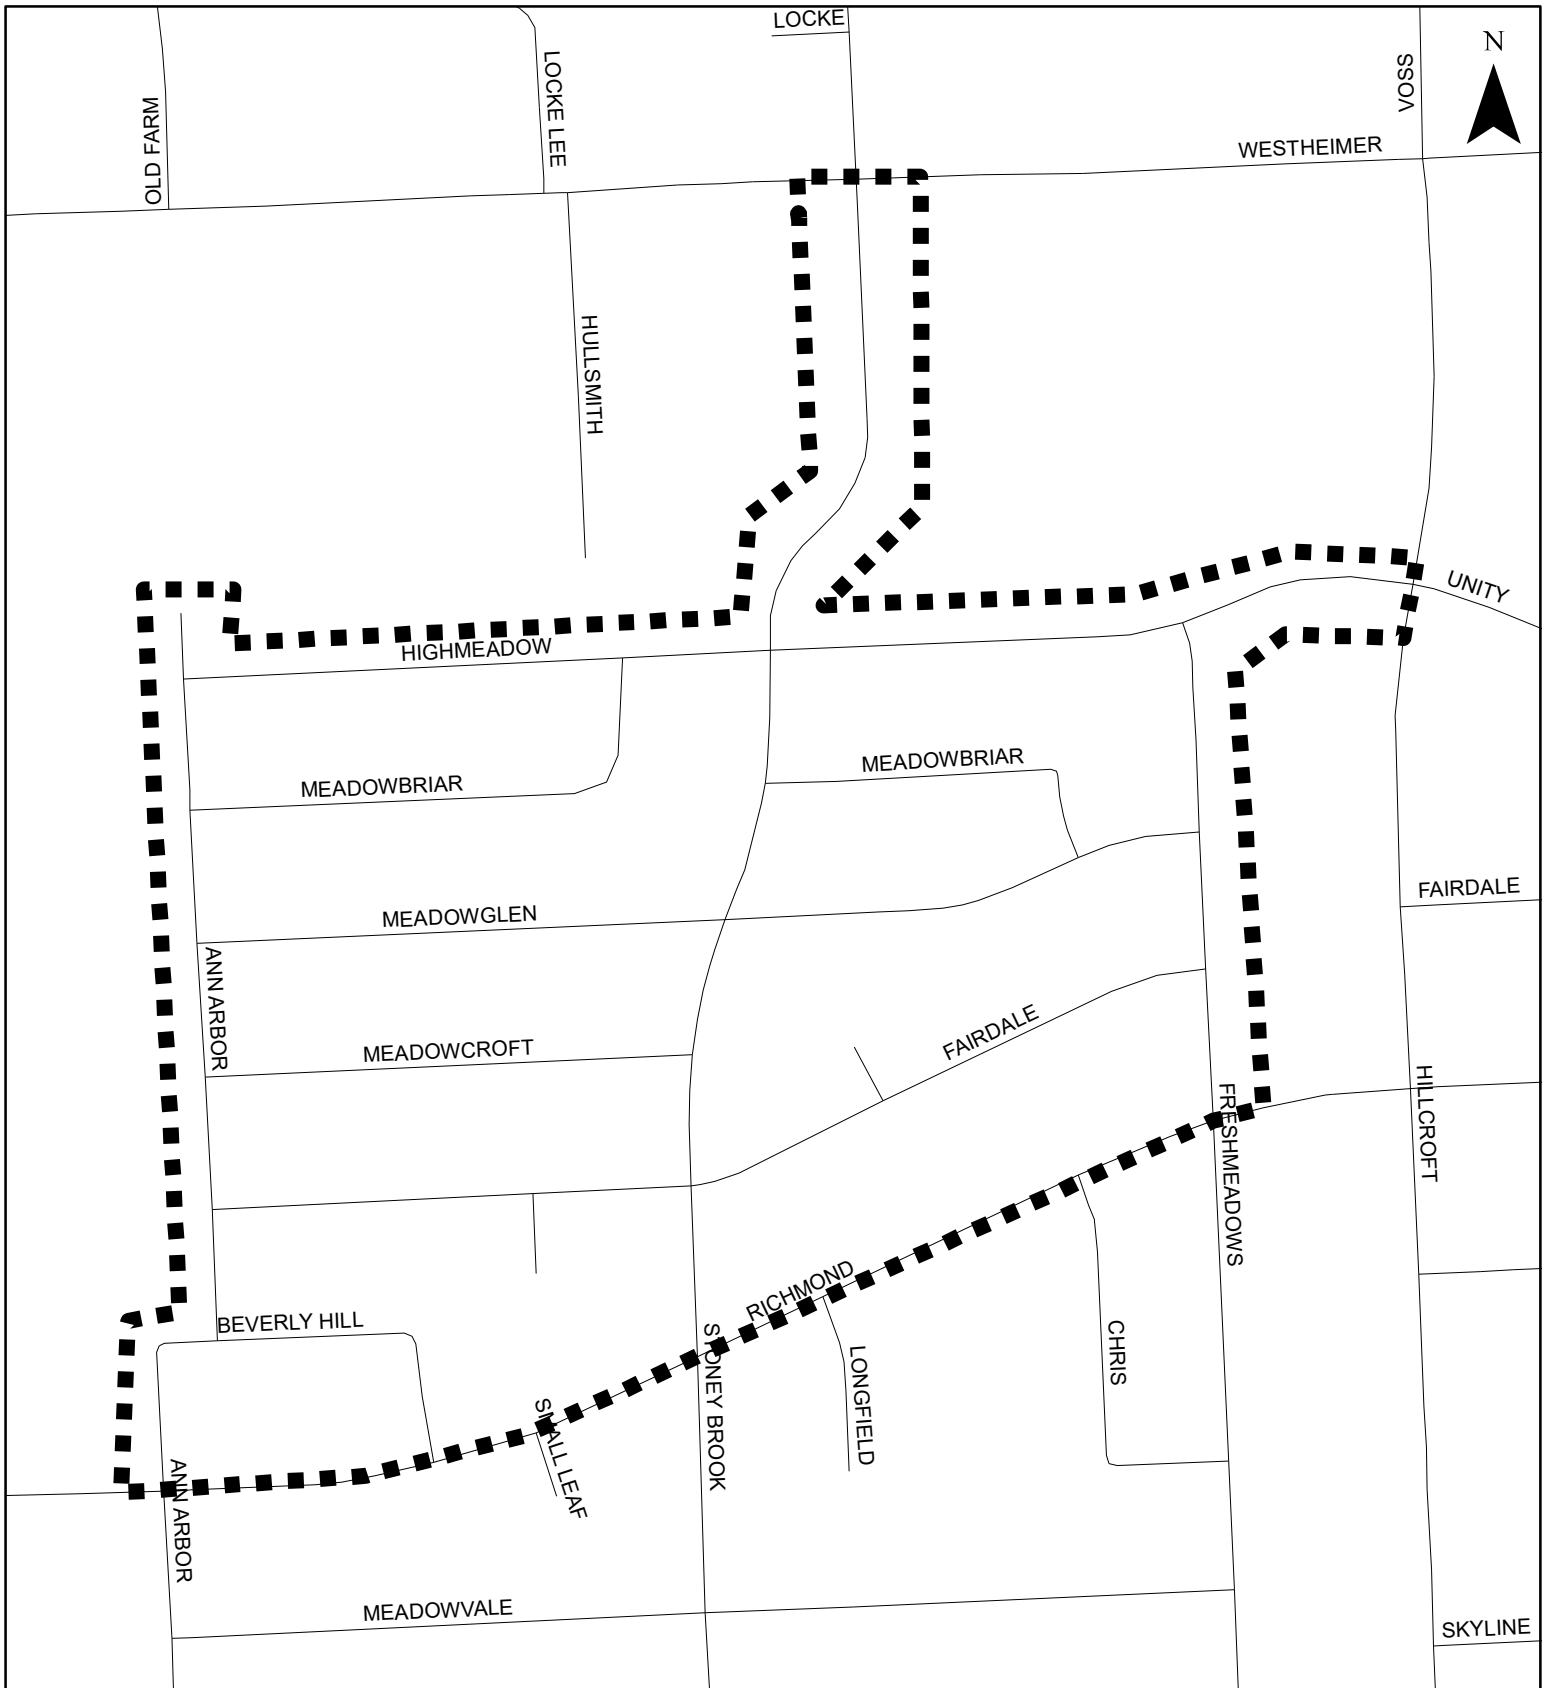 LOCKE
N
VOSS
LOCKE LEE
OLD FARM
WESTHEIMER
HULLSMITH
UNITY
HIGHMEADOW
MEADOWBRIAR
MEADOWBRIAR
FAIRDALE
MEADOWGLEN
ANN ARBOR
FAIRDALE
MEADOWCROFT
HILLCROFT
FRESHMEADOWS
RICHMOND
BEVERLY HILL
CHRIS
STONEY BROOK
LONGFIELD
SMALL LEAF
ANN ARBOR
MEADOWVALE
SKYLINE